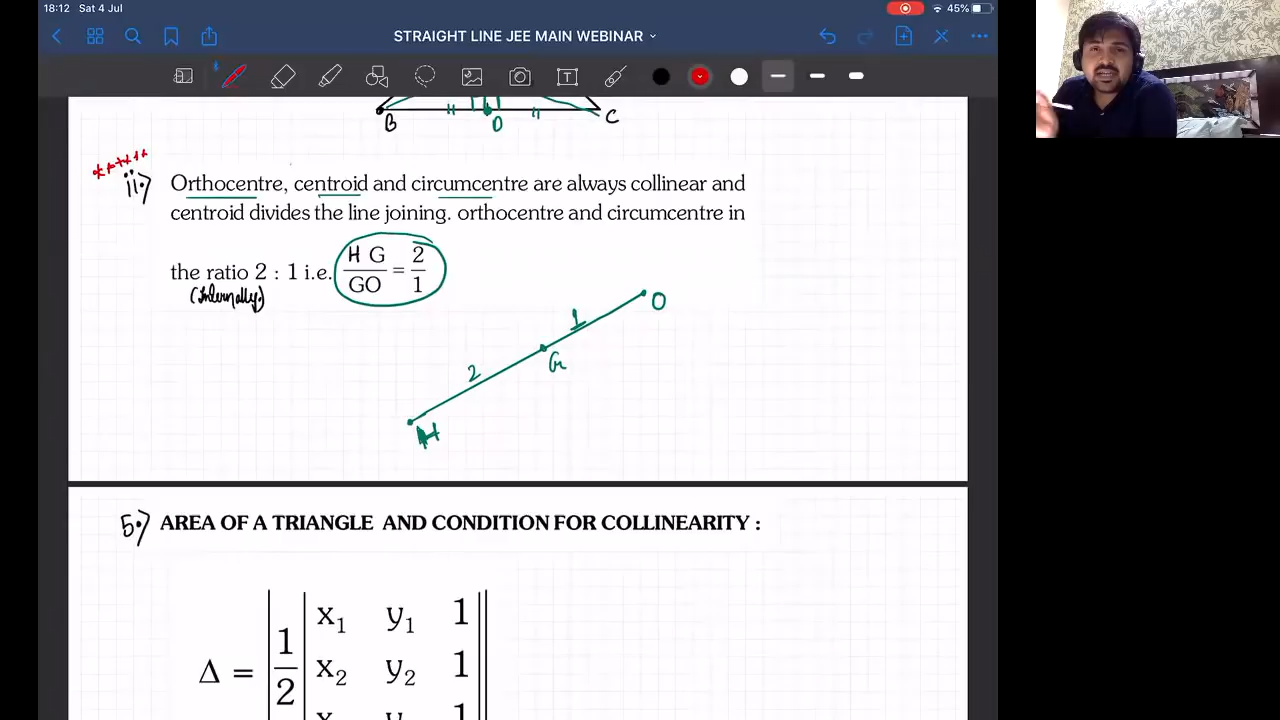 18:12 Sat 4 Jul
45%
STRAIGHT LINE JEE MAIN WEBINAR
T
B
D
C
ii.)
Orthocentre, centroid and circumcentre are always collinear and
centroid divides the line joining. orthocentre and circumcentre in
the ratio 2 : 1 i.e. HG/GO = 2/1
(Internally.)
O
1
G
2
H
5.) AREA OF A TRIANGLE AND CONDITION FOR COLLINEARITY :
x₁ y₁ 1
Δ = 1/2 x₂ y₂ 1